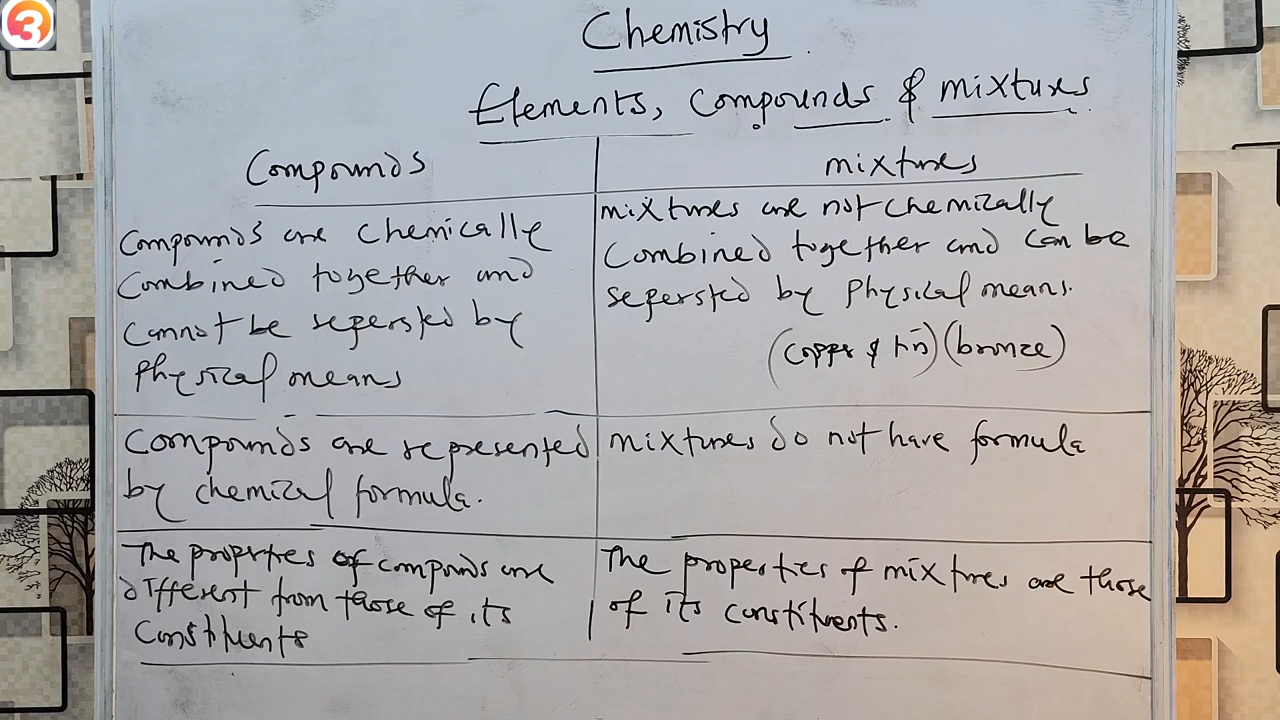 3
Chemistry
Elements, Compounds & mixtures
Compounds
Compounds are chemically
combined together and
cannot be sepersted by
physical means
Compounds are represented
by chemical formula.
The properties of compounds are
different from those of its
constituents
mixtures
mixtures are not chemically
combined together and can be
sepersted by physical means.
(copper & tin) (bronze)
mixtures do not have formula
The properties of mixtures are those
of its constituents.